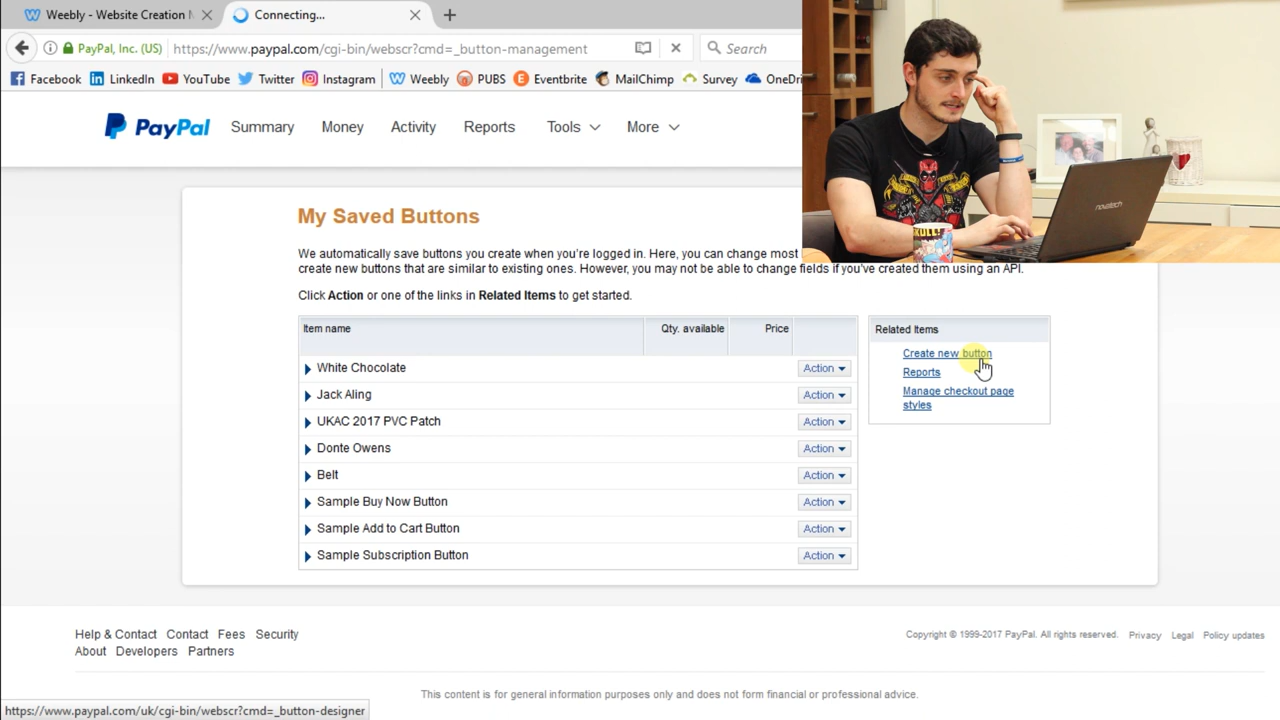 Weebly - Website Creation
Connecting...
PayPal, Inc. (US)
https://www.paypal.com/cgi-bin/webscr?cmd=_button-management
Search
Facebook LinkedIn YouTube Twitter Instagram Weebly PUBS Eventbrite MailChimp Survey OneDri
PayPal Summary Money Activity Reports Tools More
My Saved Buttons
We automatically save buttons you create when you're logged in. Here, you can change most
create new buttons that are similar to existing ones. However, you may not be able to change fields if you've created them using an API.
Click Action or one of the links in Related Items to get started.
Item name Qty. available Price
White Chocolate Action
Jack Aling Action
UKAC 2017 PVC Patch Action
Donte Owens Action
Belt Action
Sample Buy Now Button Action
Sample Add to Cart Button Action
Sample Subscription Button Action
Related Items
Create new button
Reports
Manage checkout page
styles
novatech
Help & Contact Contact Fees Security
About Developers Partners
Copyright © 1999-2017 PayPal. All rights reserved. Privacy Legal Policy updates
This content is for general information purposes only and does not form financial or professional advice.
https://www.paypal.com/uk/cgi-bin/webscr?cmd=_button-designer